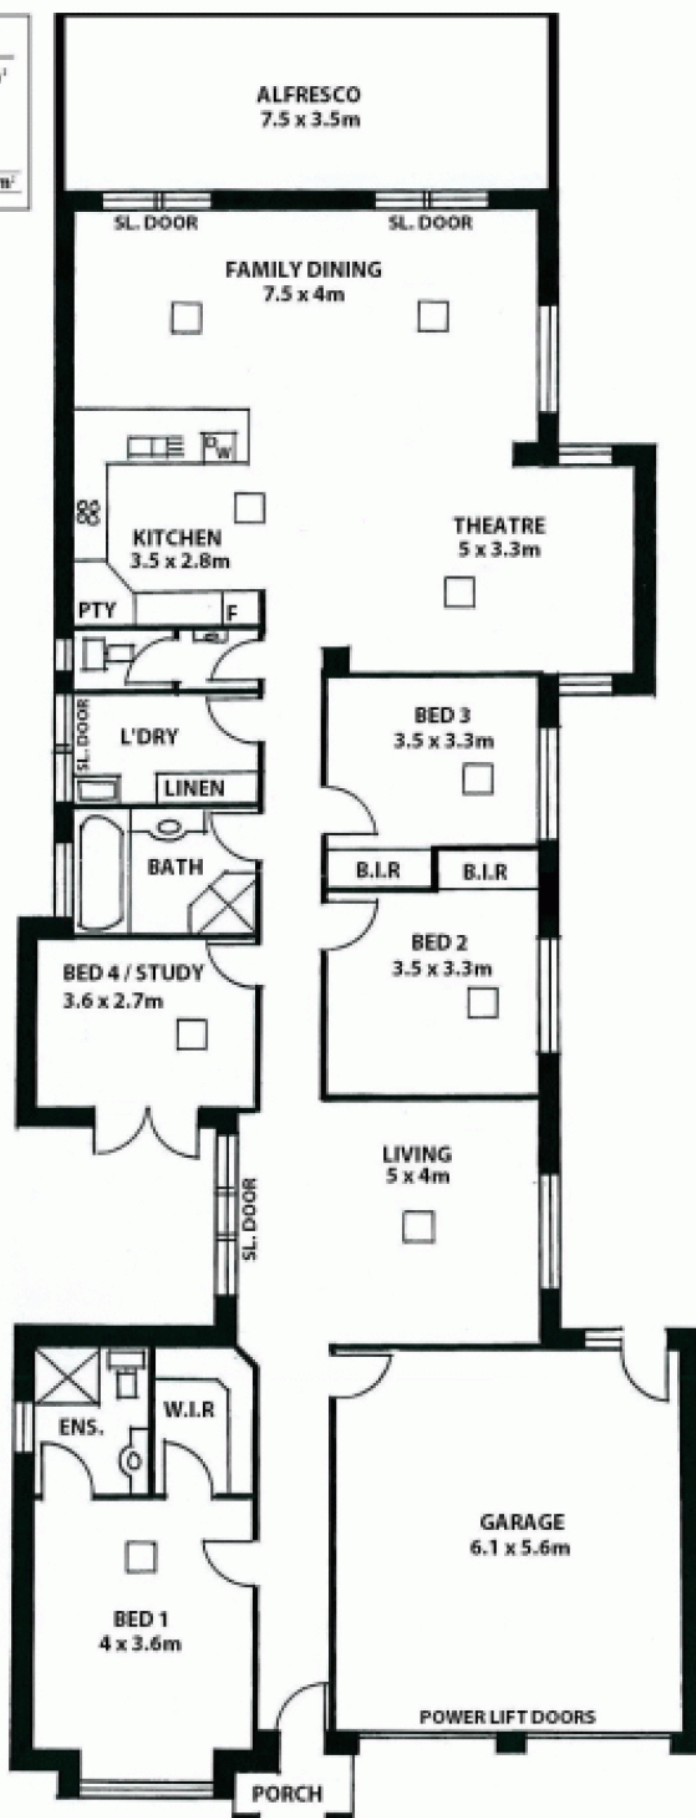 m²
ALFRESCO
7.5 x 3.5m
SL. DOOR
SL. DOOR
FAMILY DINING
7.5 x 4m
DW
KITCHEN
3.5 x 2.8m
THEATRE
5 x 3.3m
PTY
F
SL. DOOR
L'DRY
LINEN
BED 3
3.5 x 3.3m
BATH
B.I.R
B.I.R
BED 4 / STUDY
3.6 x 2.7m
BED 2
3.5 x 3.3m
SL. DOOR
LIVING
5 x 4m
ENS.
W.I.R
GARAGE
6.1 x 5.6m
BED 1
4 x 3.6m
POWER LIFT DOORS
PORCH